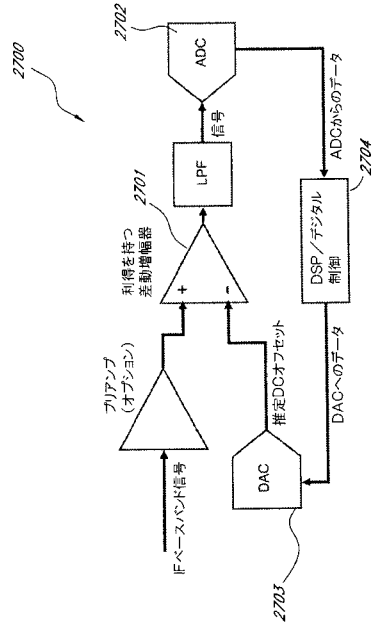 2700
IFベースバンド信号
プリアンプ
(オプション)
利得を持つ
差動増幅器
2701
+
−
LPF
信号
ADC
2702
ADCからのデータ
DSP/デジタル
制御
2704
DACへのデータ
DAC
2703
推定DCオフセット